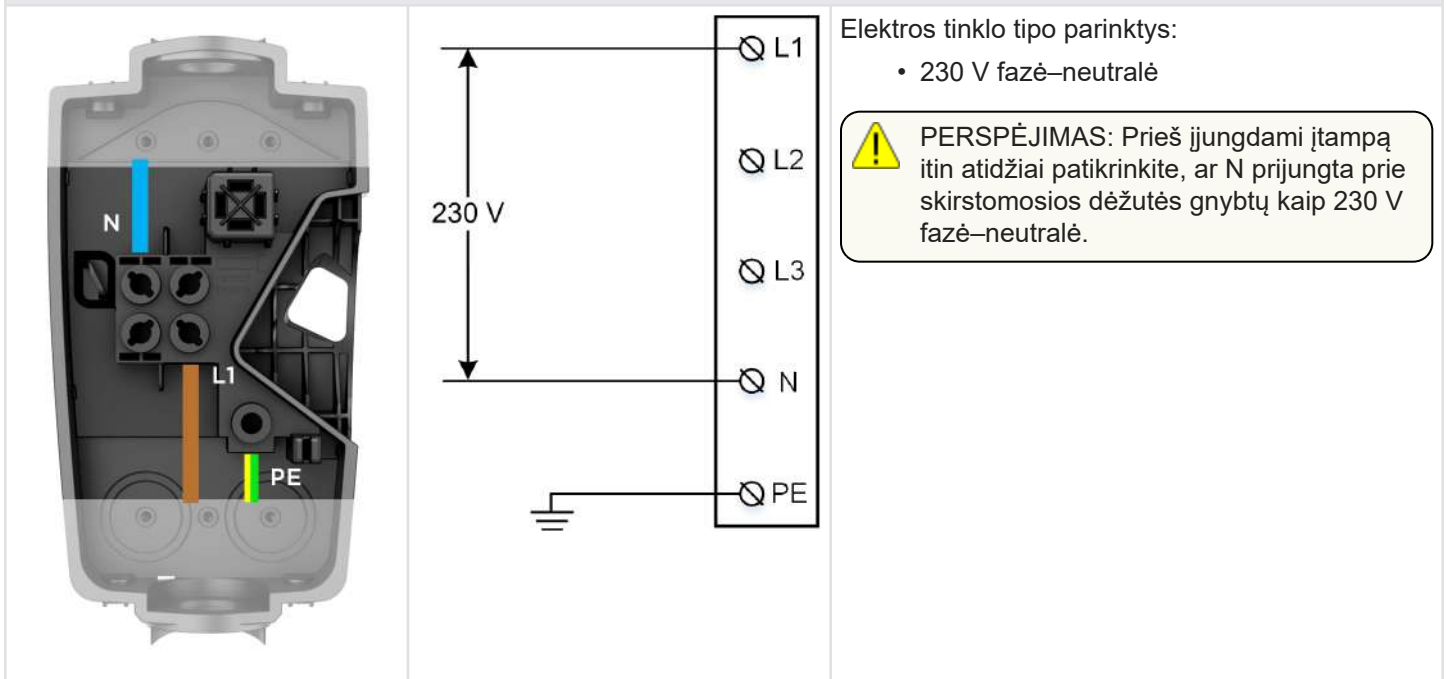 N
L1
PE
230 V
L1
L2
L3
N
PE
Elektros tinklo tipo parinktys:
• 230 V fazė–neutralė
PERSPĖJIMAS: Prieš įjungdami įtampą
itin atidžiai patikrinkite, ar N prijungta prie
skirstomosios dėžutės gnybtų kaip 230 V
fazė–neutralė.